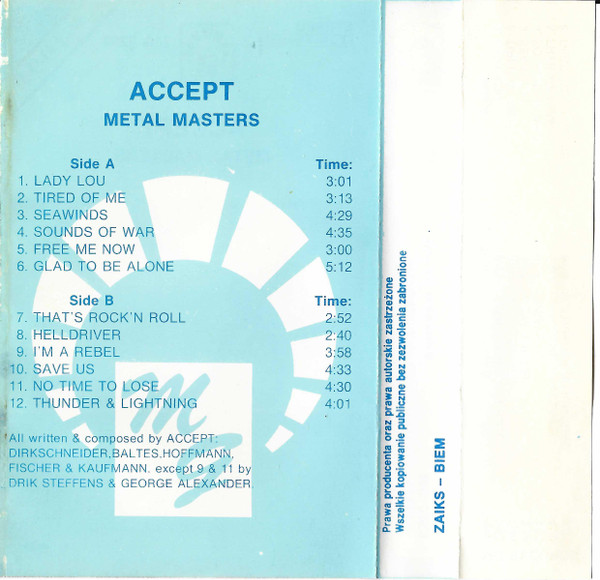 ACCEPT
METAL MASTERS
Side A Time:
1. LADY LOU 3:01
2. TIRED OF ME 3:13
3. SEAWINDS 4:29
4. SOUNDS OF WAR 4:35
5. FREE ME NOW 3:00
6. GLAD TO BE ALONE 5:12
Side B Time:
7. THAT'S ROCK'N ROLL 2:52
8. HELLDRIVER 2:40
9. I'M A REBEL 3:58
10. SAVE US 4:33
11. NO TIME TO LOSE 4:30
12. THUNDER & LIGHTNING 4:01
MG
All written & composed by ACCEPT:
DIRKSCHNEIDER,BALTES.HOFFMANN,
FISCHER & KAUFMANN. except 9 & 11 by
DRIK STEFFENS & GEORGE ALEXANDER.
Prawa producenta oraz prawa autorskie zastrzeżone
Wszelkie kopiowanie publiczne bez zezwolenia zabronione
ZAIKS – BIEM